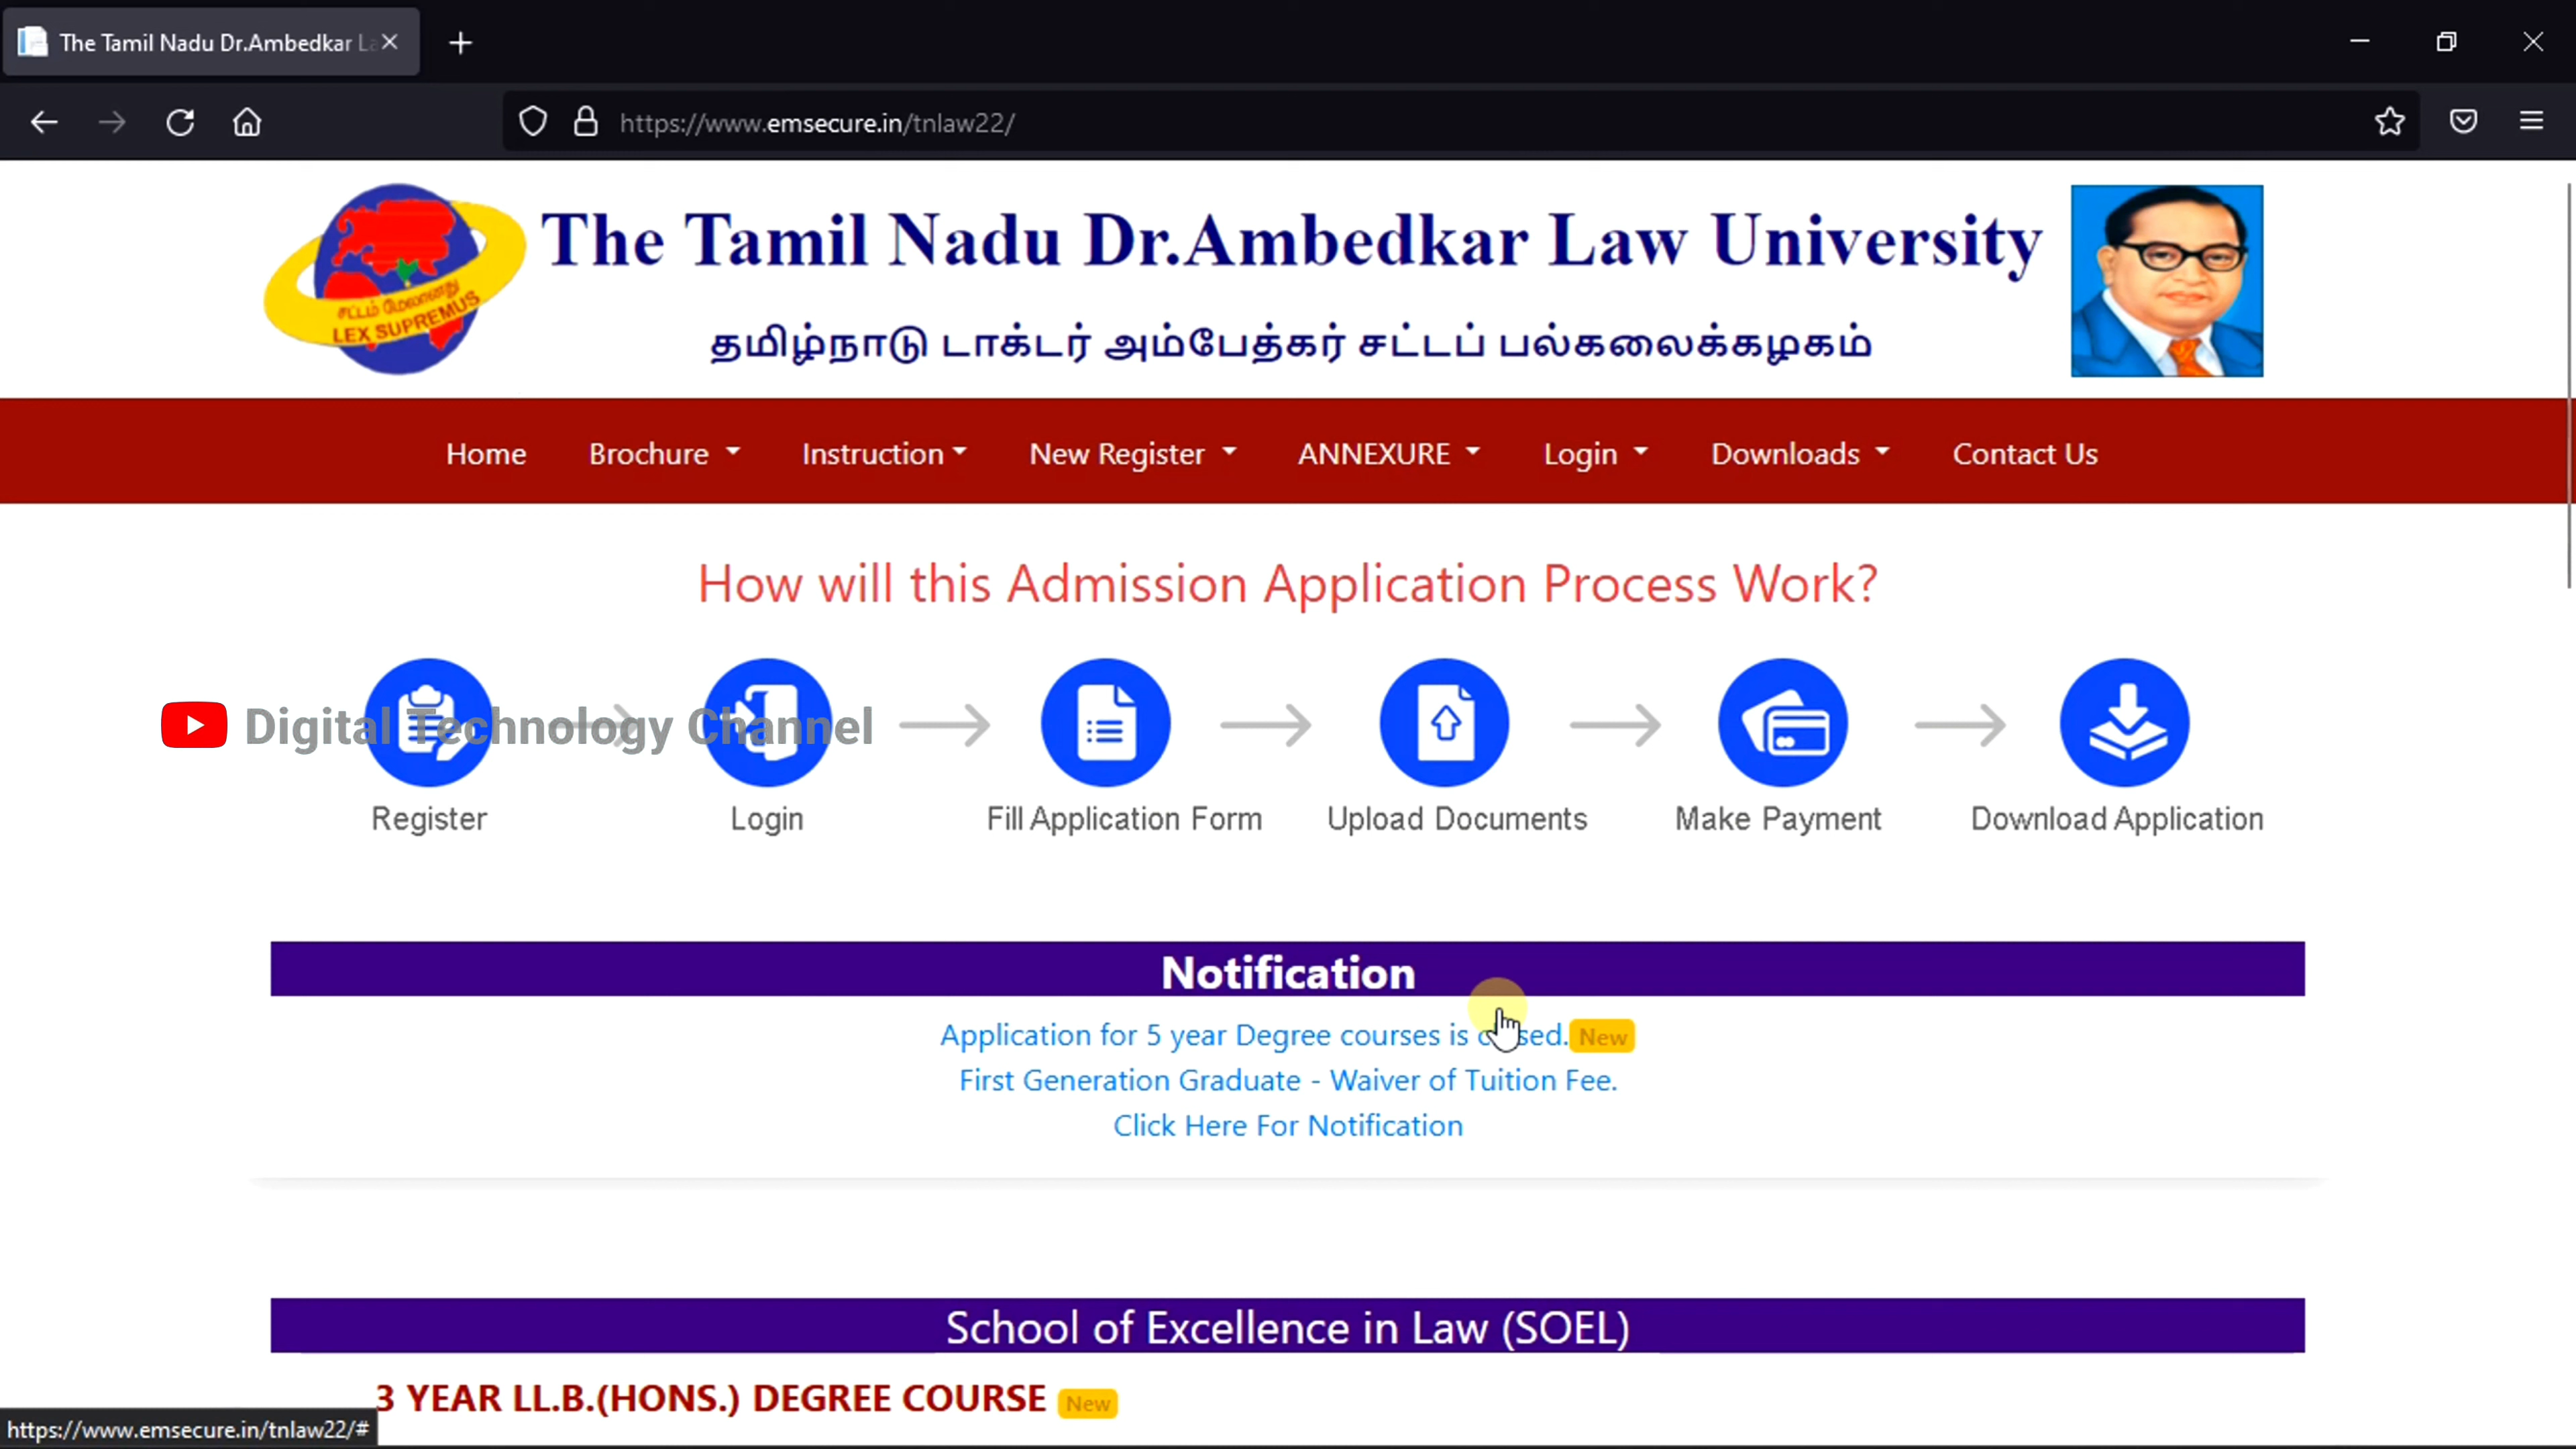 The Tamil Nadu Dr.Ambedkar La
https://www.emsecure.in/tnlaw22/
The Tamil Nadu Dr.Ambedkar Law University
தமிழ்நாடு டாக்டர் அம்பேத்கர் சட்டப் பல்கலைக்கழகம்
சட்டம் மேலானது
LEX SUPREMUS
Home Brochure Instruction New Register ANNEXURE Login Downloads Contact Us
How will this Admission Application Process Work?
Digital Technology Channel
Register Login Fill Application Form Upload Documents Make Payment Download Application
Notification
Application for 5 year Degree courses is New
First Generation Graduate - Waiver of Tuition Fee.
Click Here For Notification
School of Excellence in Law (SOEL)
3 YEAR LL.B.(HONS.) DEGREE COURSE New
https://www.emsecure.in/tnlaw22/#